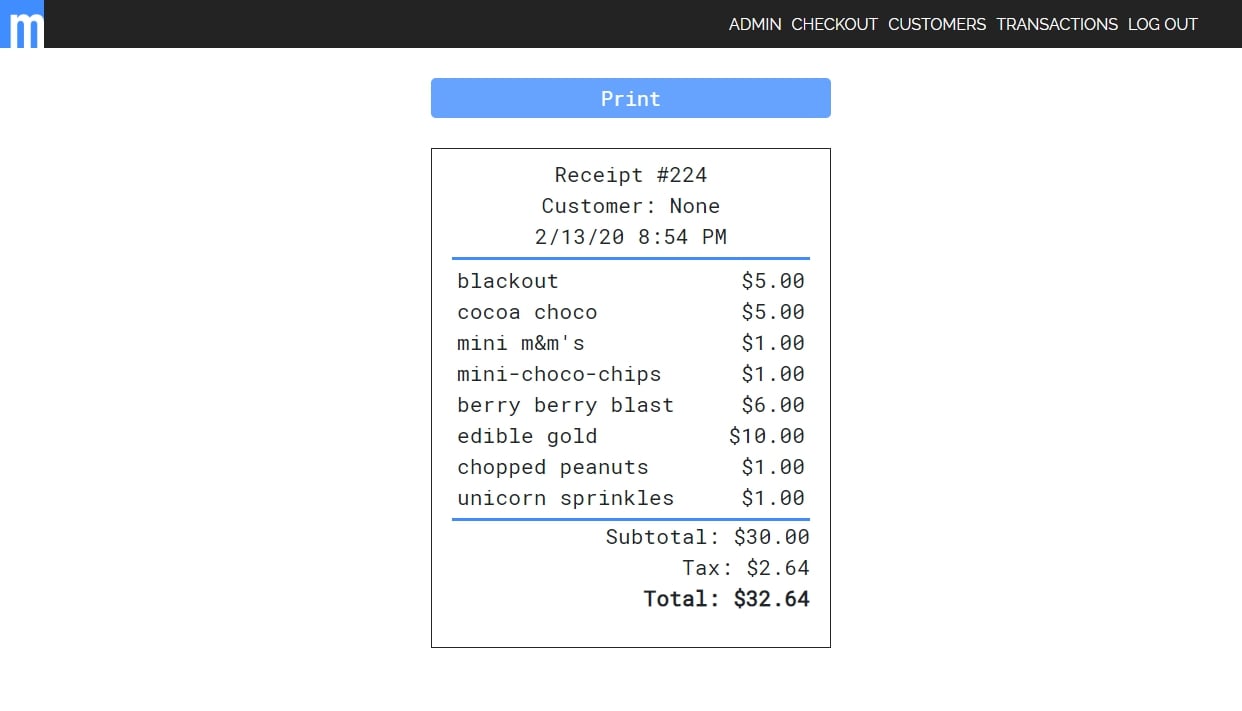 m
ADMIN CHECKOUT CUSTOMERS TRANSACTIONS LOG OUT
Print
Receipt #224
Customer: None
2/13/20 8:54 PM
blackout $5.00
cocoa choco $5.00
mini m&m's $1.00
mini-choco-chips $1.00
berry berry blast $6.00
edible gold $10.00
chopped peanuts $1.00
unicorn sprinkles $1.00
Subtotal: $30.00
Tax: $2.64
Total: $32.64